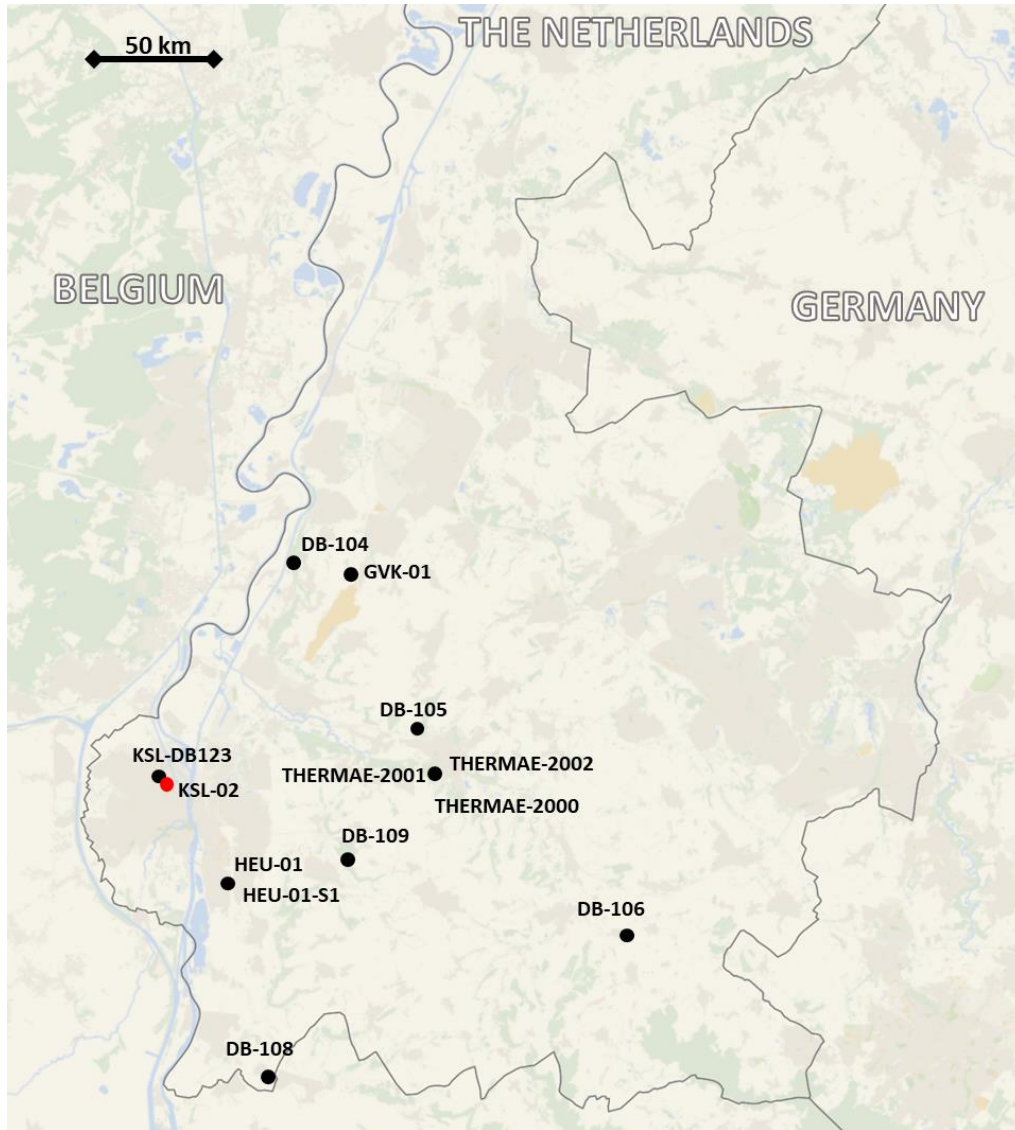 THE NETHERLANDS
50 km
BELGIUM
GERMANY
DB-104
GVK-01
DB-105
KSL-DB123
THERMAE-2002
THERMAE-2001
KSL-02
THERMAE-2000
DB-109
HEU-01
HEU-01-S1
DB-106
DB-108